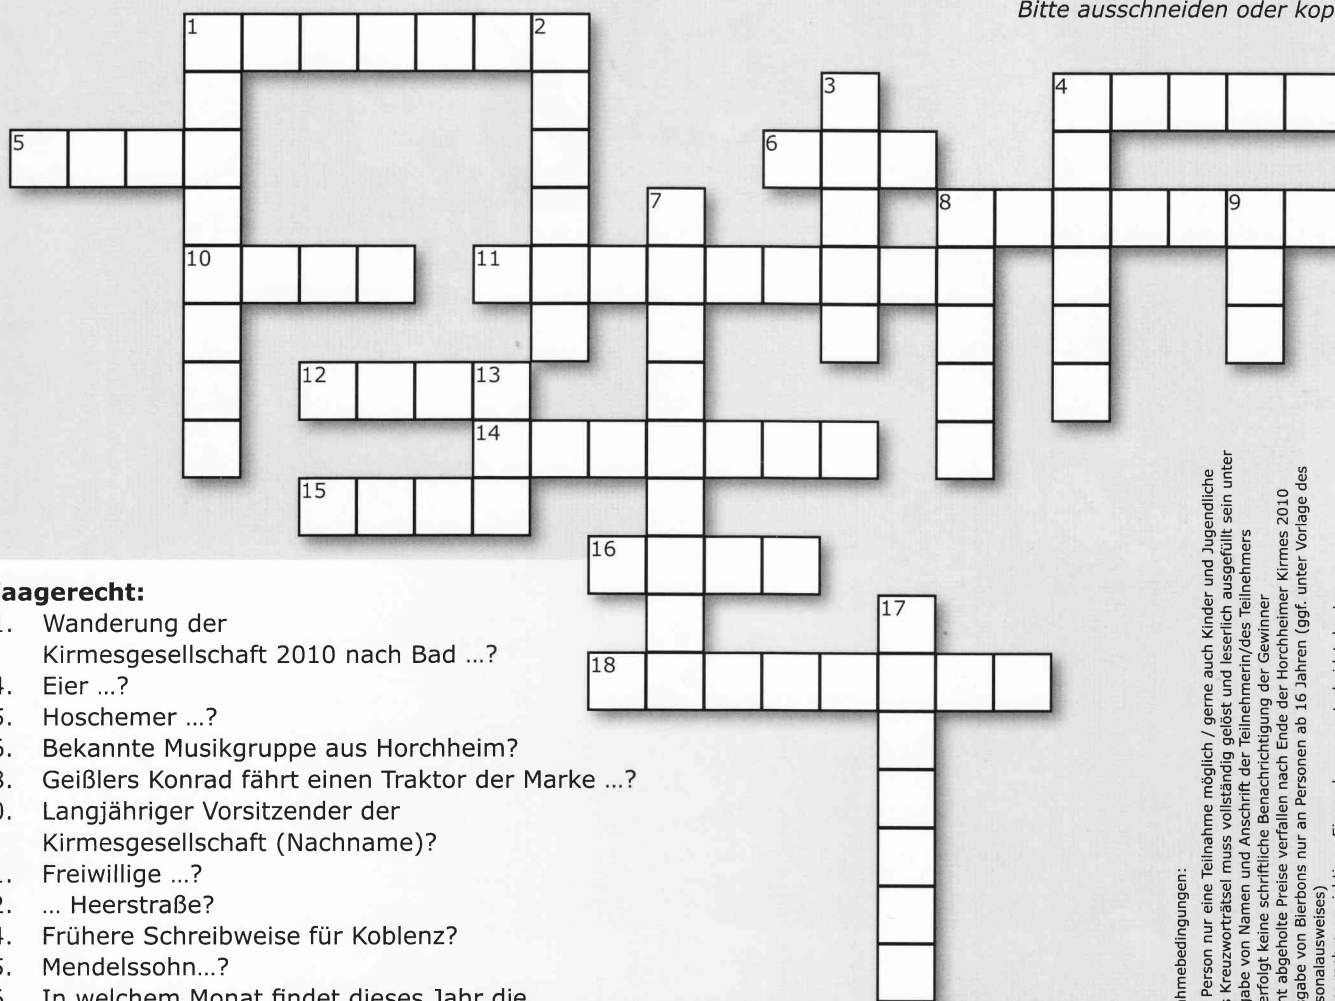 Bitte ausschneiden oder kop
1
2
3
4
5
6
7
8
9
10
11
12
13
14
15
16
17
18
aagerecht:
. Wanderung der
Kirmesgesellschaft 2010 nach Bad ...?
. Eier ...?
. Hoschemer ...?
. Bekannte Musikgruppe aus Horchheim?
. Geißlers Konrad fährt einen Traktor der Marke ...?
. Langjähriger Vorsitzender der
Kirmesgesellschaft (Nachname)?
. Freiwillige ...?
. ... Heerstraße?
. Frühere Schreibweise für Koblenz?
. Mendelssohn...?
. In welchem Monat findet dieses Jahr die
ahmebedingungen:
Person nur eine Teilnahme möglich / gerne auch Kinder und Jugendliche
s Kreuzworträtsel muss vollständig gelöst und leserlich ausgefüllt sein unter
abe von Namen und Anschrift der Teilnehmerin/des Teilnehmers
erfolgt keine schriftliche Benachrichtigung der Gewinner
ht abgeholte Preise verfallen nach Ende der Horchheimer Kirmes 2010
gabe von Bierbons nur an Personen ab 16 Jahren (ggf. unter Vorlage des
sonalausweises)